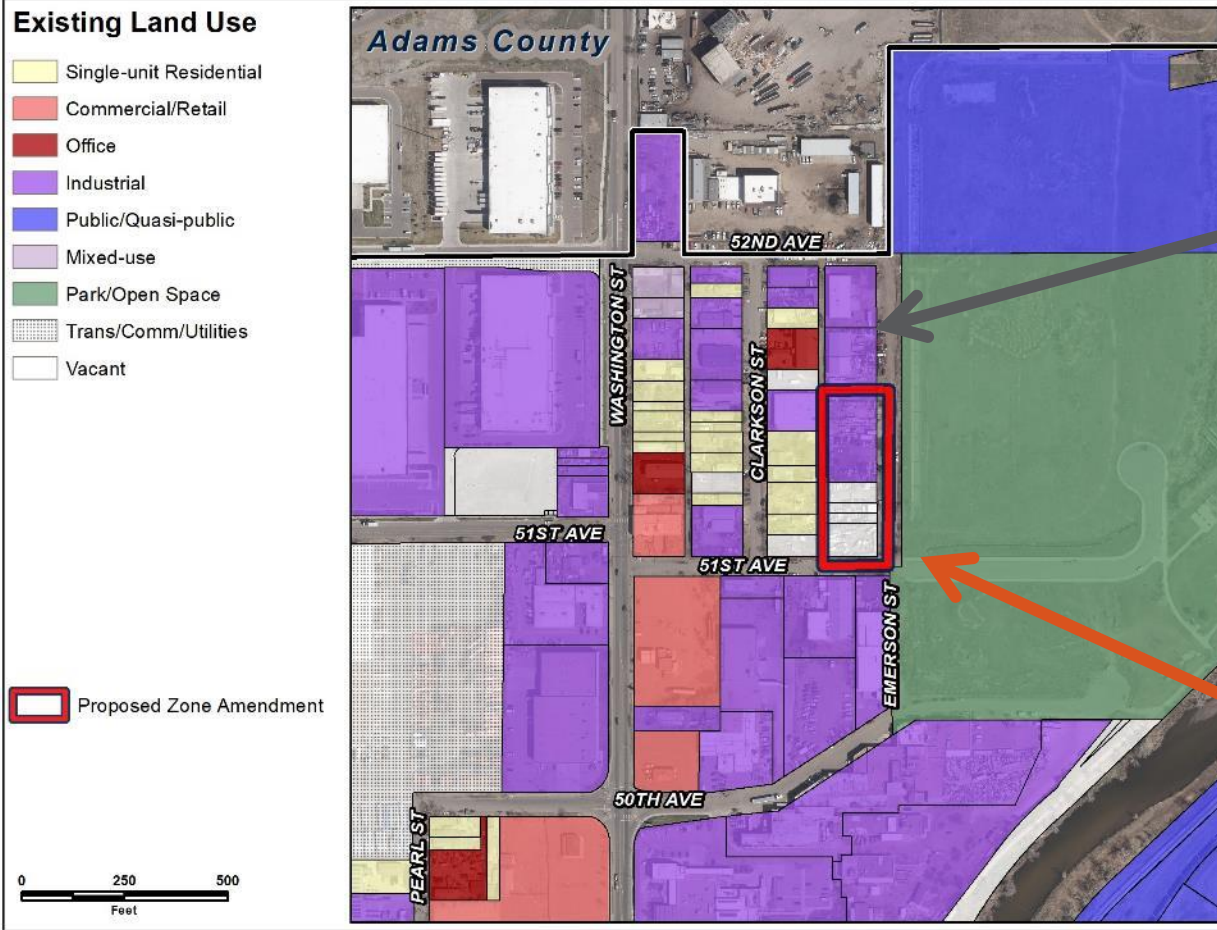 Existing Land Use
Single-unit Residential
Commercial/Retail
Office
Industrial
Public/Quasi-public
Mixed-use
Park/Open Space
Trans/Comm/Utilities
Vacant
Proposed Zone Amendment
0 250 500
Feet
Adams County
52ND AVE
WASHINGTON ST
CLARKSON ST
51ST AVE
51ST AVE
EMERSON ST
50TH AVE
PEARL ST